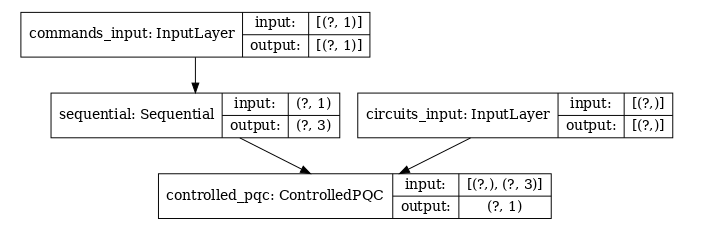 commands_input: InputLayer
input: [(?, 1)]
output: [(?, 1)]
sequential: Sequential
input: (?, 1)
output: (?, 3)
circuits_input: InputLayer
input: [(?,)]
output: [(?,)]
controlled_pqc: ControlledPQC
input: [(?,), (?, 3)]
output: (?, 1)